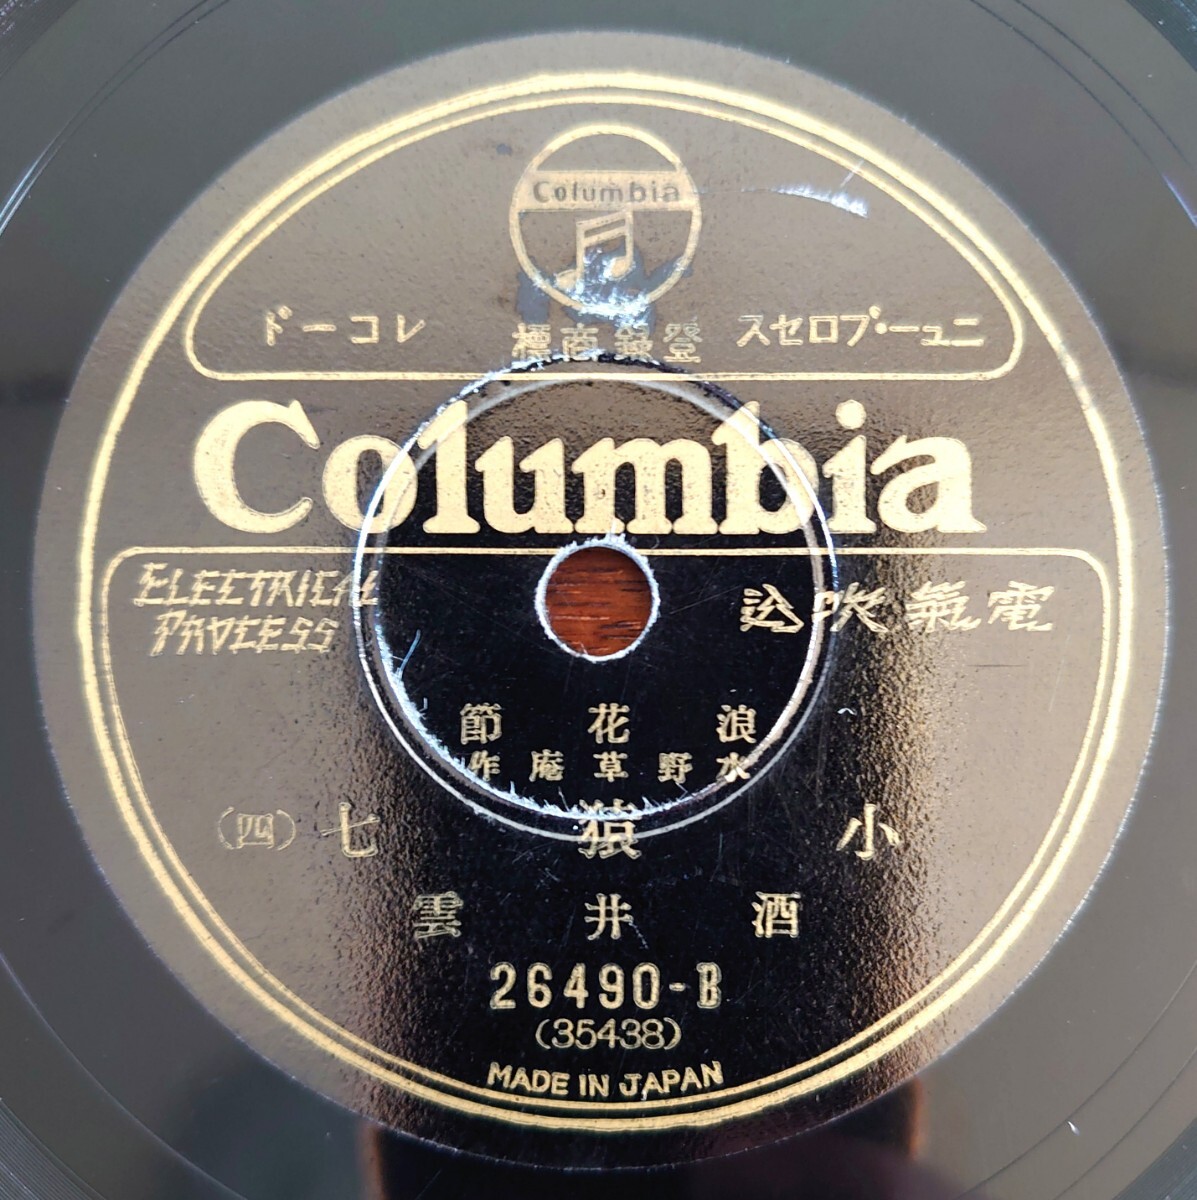 Columbia
ニュー・プロセス 登録商標 レコード
Columbia
ELECTRICAL PROCESS
電氣吹込
浪花節
水野草庵作
小猿七(四)
酒井雲
26490-B
(35438)
MADE IN JAPAN